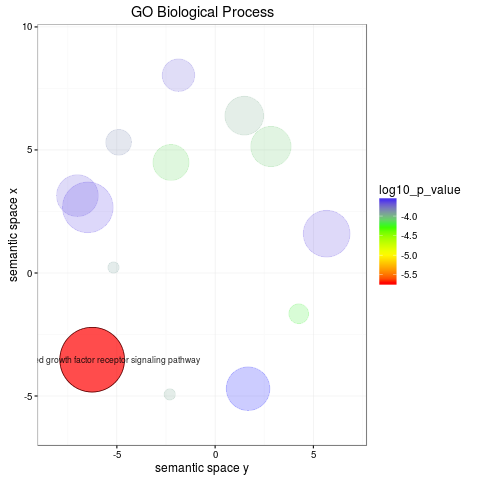 GO Biological Process
10
5
0
-5
semantic space x
growth factor receptor signaling pathway
-5
0
5
semantic space y
log10_p_value
-4.0
-4.5
-5.0
-5.5